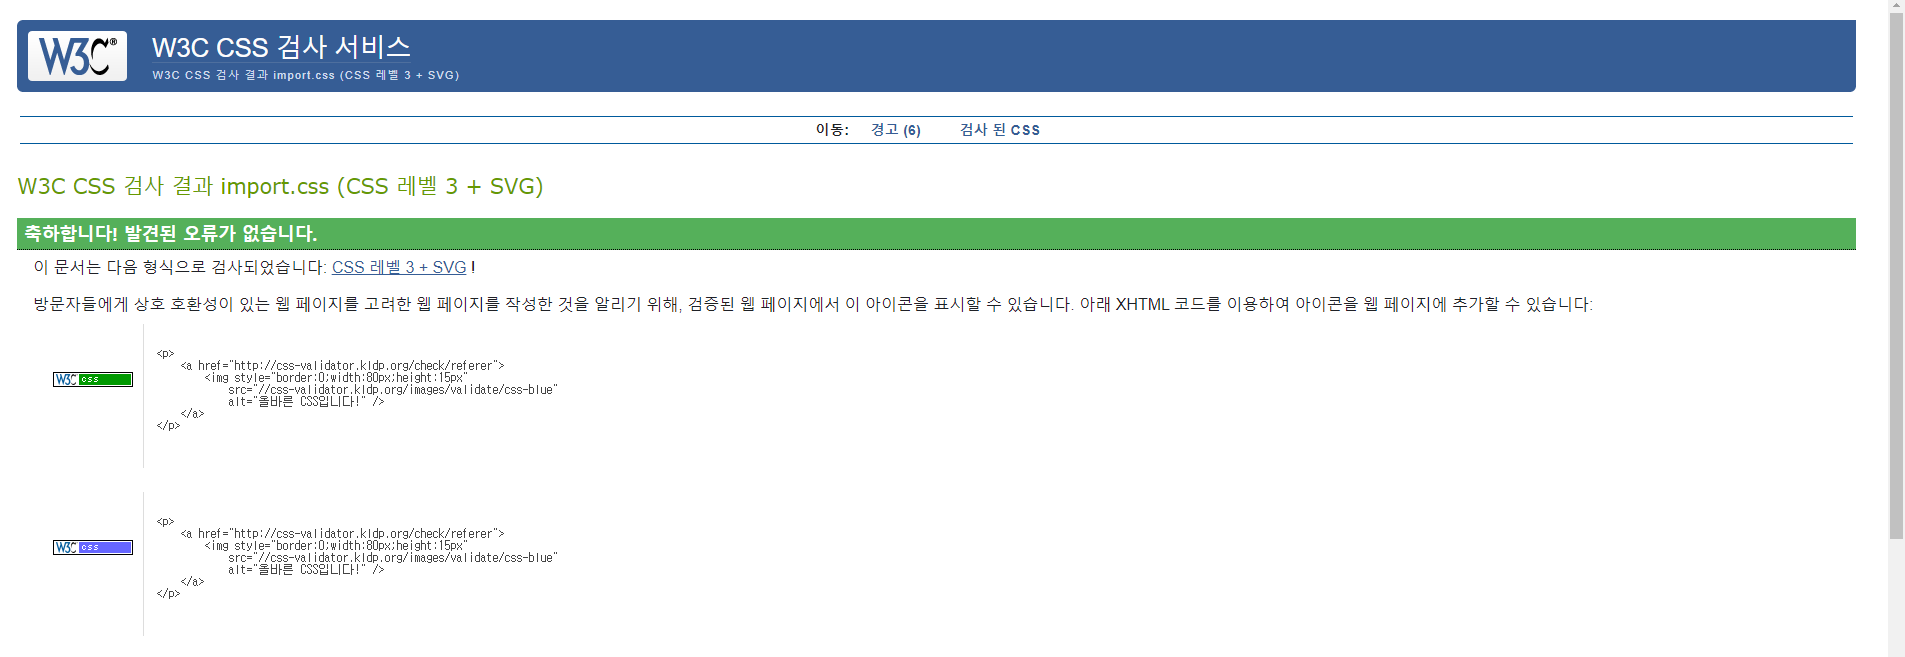 W3C®
W3C CSS 검사 서비스
W3C CSS 검사 결과 import.css (CSS 레벨 3 + SVG)
이동: 경고 (6) 검사 된 CSS
W3C CSS 검사 결과 import.css (CSS 레벨 3 + SVG)
축하합니다! 발견된 오류가 없습니다.
이 문서는 다음 형식으로 검사되었습니다: CSS 레벨 3 + SVG !
방문자들에게 상호 호환성이 있는 웹 페이지를 고려한 웹 페이지를 작성한 것을 알리기 위해, 검증된 웹 페이지에서 이 아이콘을 표시할 수 있습니다. 아래 XHTML 코드를 이용하여 아이콘을 웹 페이지에 추가할 수 있습니다:
W3C css
<p>
<a href="http://css-validator.kldp.org/check/referer">
<img style="border:0;width:80px;height:15px"
src="//css-validator.kldp.org/images/validate/css-blue"
alt="올바른 CSS입니다!" />
</a>
</p>
W3C css
<p>
<a href="http://css-validator.kldp.org/check/referer">
<img style="border:0;width:80px;height:15px"
src="//css-validator.kldp.org/images/validate/css-blue"
alt="올바른 CSS입니다!" />
</a>
</p>